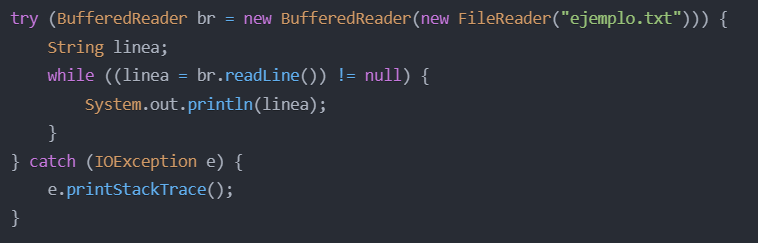 try (BufferedReader br = new BufferedReader(new FileReader("ejemplo.txt"))) {
    String linea;
    while ((linea = br.readLine()) != null) {
        System.out.println(linea);
    }
} catch (IOException e) {
    e.printStackTrace();
}